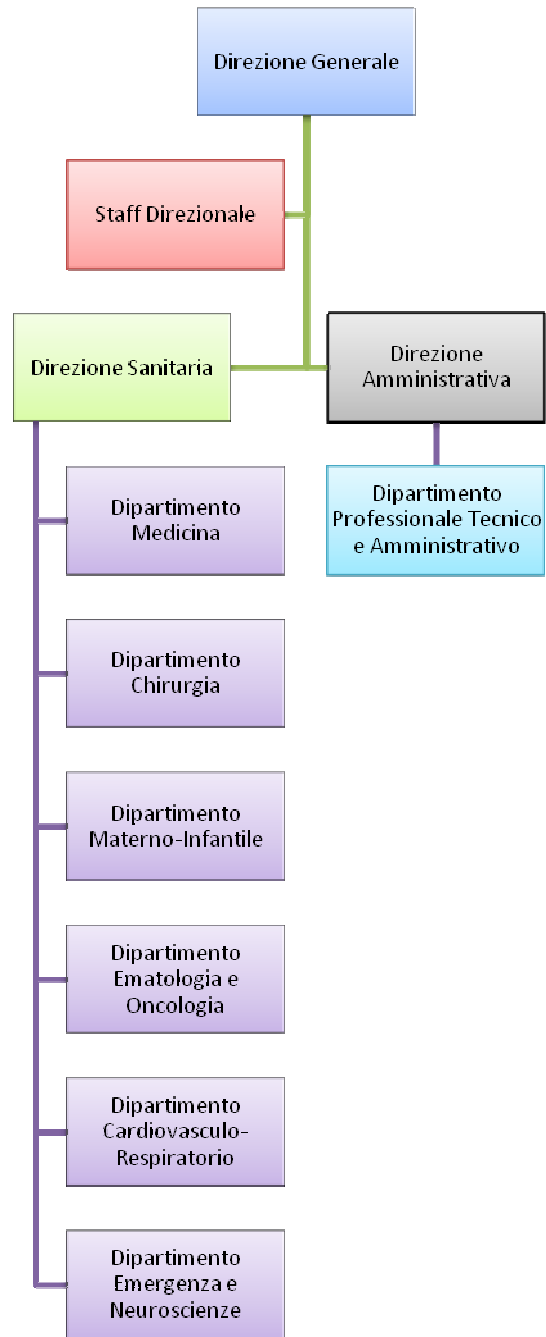 Direzione Generale
Staff Direzionale
Direzione Sanitaria
Direzione
Amministrativa
Dipartimento
Medicina
Dipartimento
Professionale Tecnico
e Amministrativo
Dipartimento
Chirurgia
Dipartimento
Materno-Infantile
Dipartimento
Ematologia e
Oncologia
Dipartimento
Cardiovasculo-
Respiratorio
Dipartimento
Emergenza e
Neuroscienze